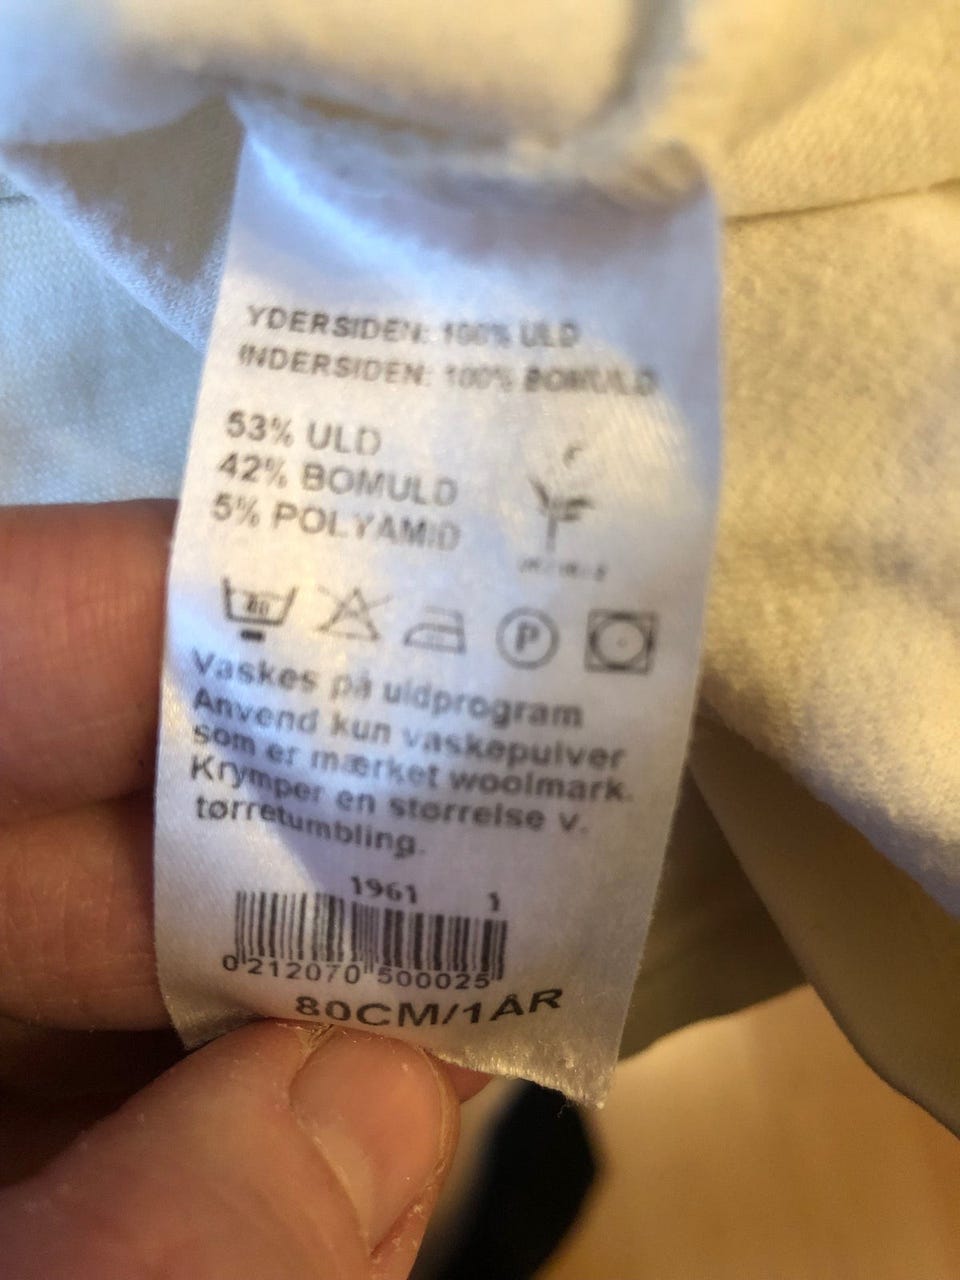 YDERSIDEN: 100% ULD
INDERSIDEN: 100% BOMULD
53% ULD
42% BOMULD
5% POLYAMID
P
Vaskes på uldprogram
Anvend kun vaskepulver
som er mærket woolmark.
Krymper en størrelse v.
tørretumbling.
1961 1
0 212070 500025
80CM/1ÅR